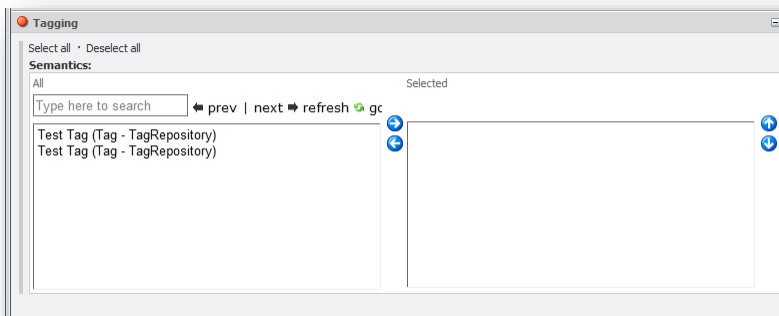 Tagging
Select all · Deselect all
Semantics:
All
Selected
Type here to search prev | next refresh
Test Tag (Tag - TagRepository)
Test Tag (Tag - TagRepository)